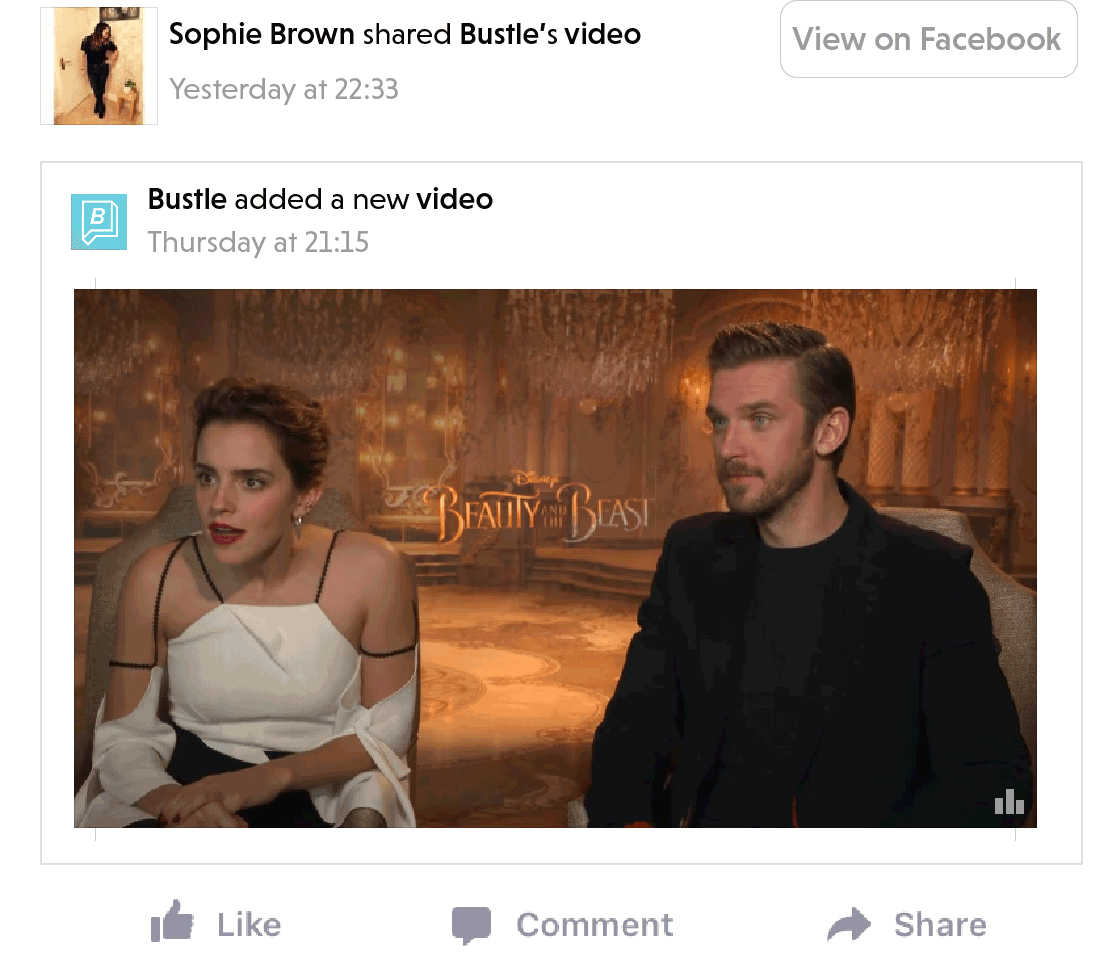 Sophie Brown shared Bustle's video
View on Facebook
Yesterday at 22:33
B
Bustle added a new video
Thursday at 21:15
Disney
BEAUTY AND THE BEAST
Like
Comment
Share